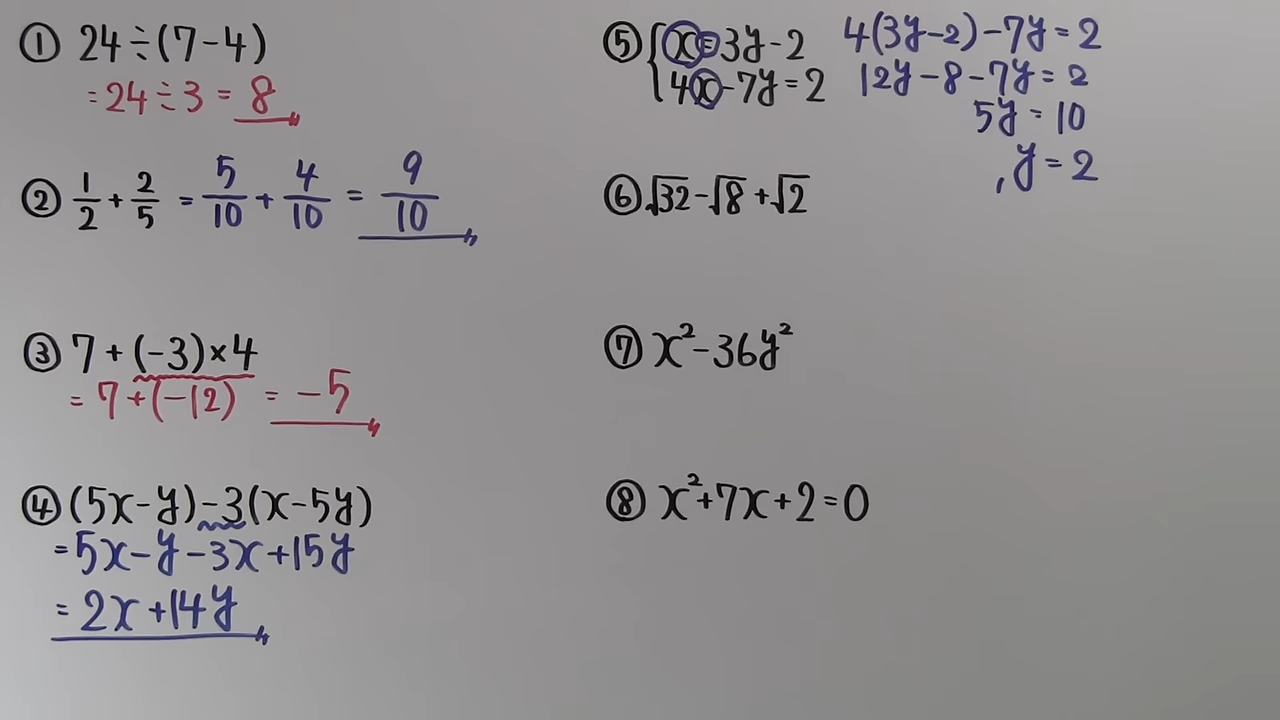 ① 24÷(7-4)
=24÷3=8
② 1/2+2/5=5/10+4/10=9/10
③ 7+(-3)×4
=7+(-12)=-5
④ (5x-y)-3(x-5y)
=5x-y-3x+15y
=2x+14y
⑤ {x=3y-2
4x-7y=2
4(3y-2)-7y=2
12y-8-7y=2
5y=10
, y=2
⑥ √32-√8+√2
⑦ x²-36y²
⑧ x²+7x+2=0